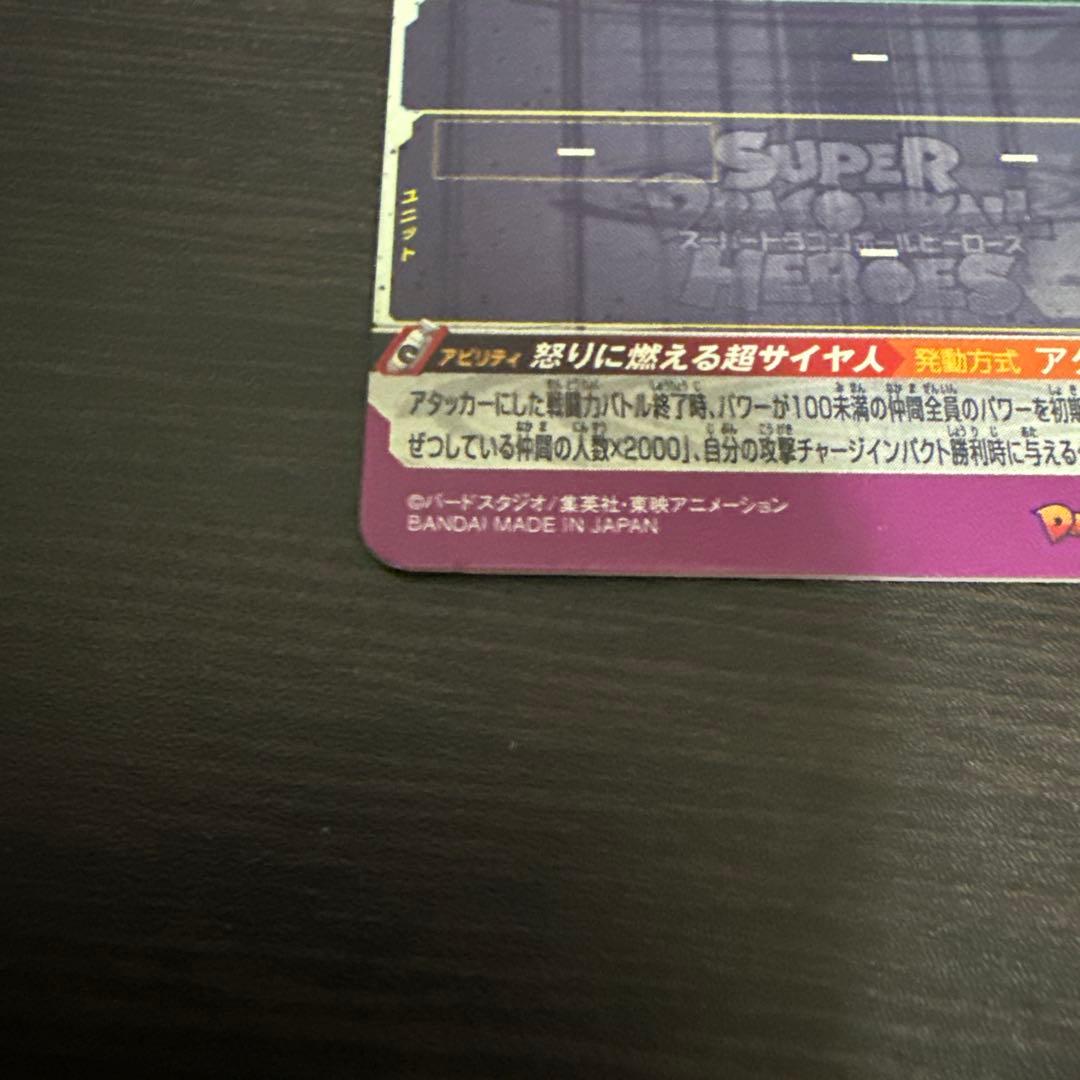 —
—
—
SUPER
DRAGONBALL
スーパードラゴンボールヒーローズ
—
HEROES
ユニット
アビリティ 怒りに燃える超サイヤ人 発動方式
アタッカーにした戦闘力バトル終了時、パワーが100未満の仲間全員のパワーを初期
ぜつしている仲間の人数×2000」、自分の攻撃チャージインパクト勝利時に与える
©バードスタジオ/集英社・東映アニメーション
BANDAI MADE IN JAPAN